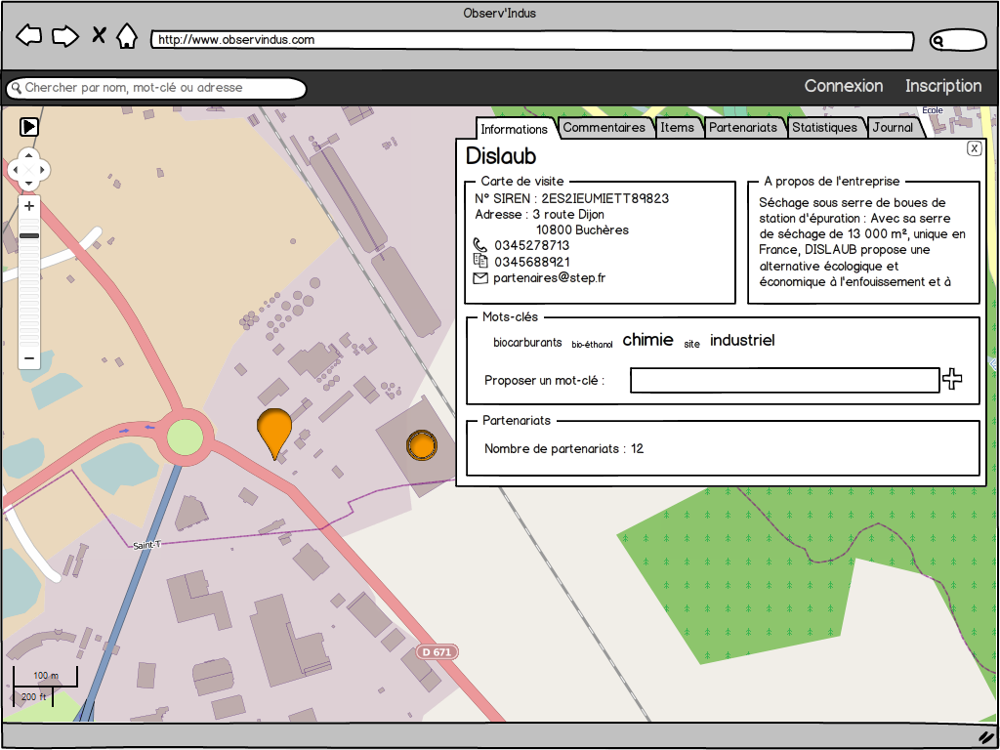 Observ'Indus
http://www.observindus.com
Chercher par nom, mot-clé ou adresse
Connexion
Inscription
École
Informations
Commentaires
Items
Partenariats
Statistiques
Journal
Dislaub
X
Carte de visite
N° SIREN : 2ES2IEUMIETT89823
Adresse : 3 route Dijon
10800 Buchères
0345278713
0345688921
partenaires@step.fr
A propos de l'entreprise
Séchage sous serre de boues de
station d'épuration : Avec sa serre
de séchage de 13 000 m², unique en
France, DISLAUB propose une
alternative écologique et
économique à l'enfouissement et à
Mots-clés
biocarburants bio-éthanol chimie site industriel
Proposer un mot-clé :
Partenariats
Nombre de partenariats : 12
Saint-T
D 671
100 m
200 ft